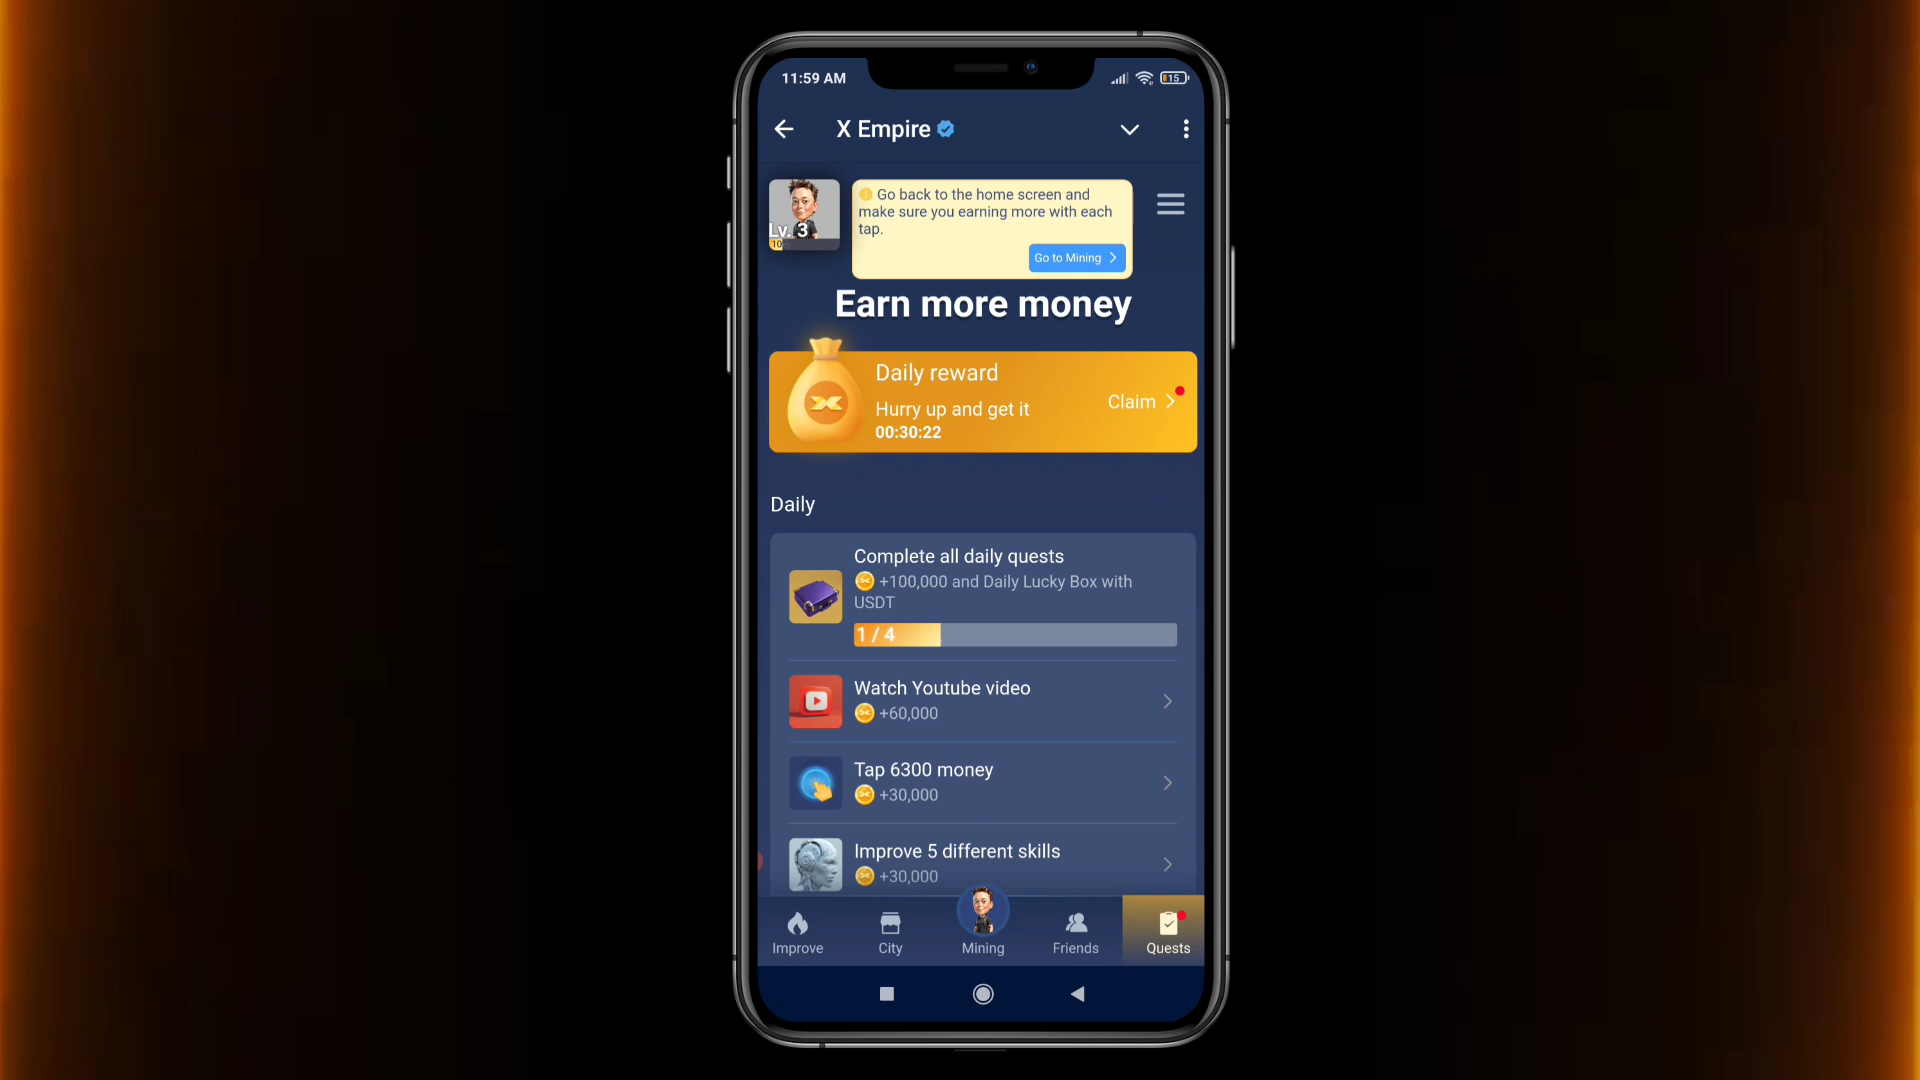 11:59 AM
15
X Empire
Go back to the home screen and
make sure you earning more with each
tap.
Lv. 3
Go to Mining
Earn more money
Daily reward
Claim
Hurry up and get it
00:30:22
Daily
Complete all daily quests
+100,000 and Daily Lucky Box with
USDT
1 / 4
Watch Youtube video
+60,000
Tap 6300 money
+30,000
Improve 5 different skills
+30,000
Improve
City
Mining
Friends
Quests